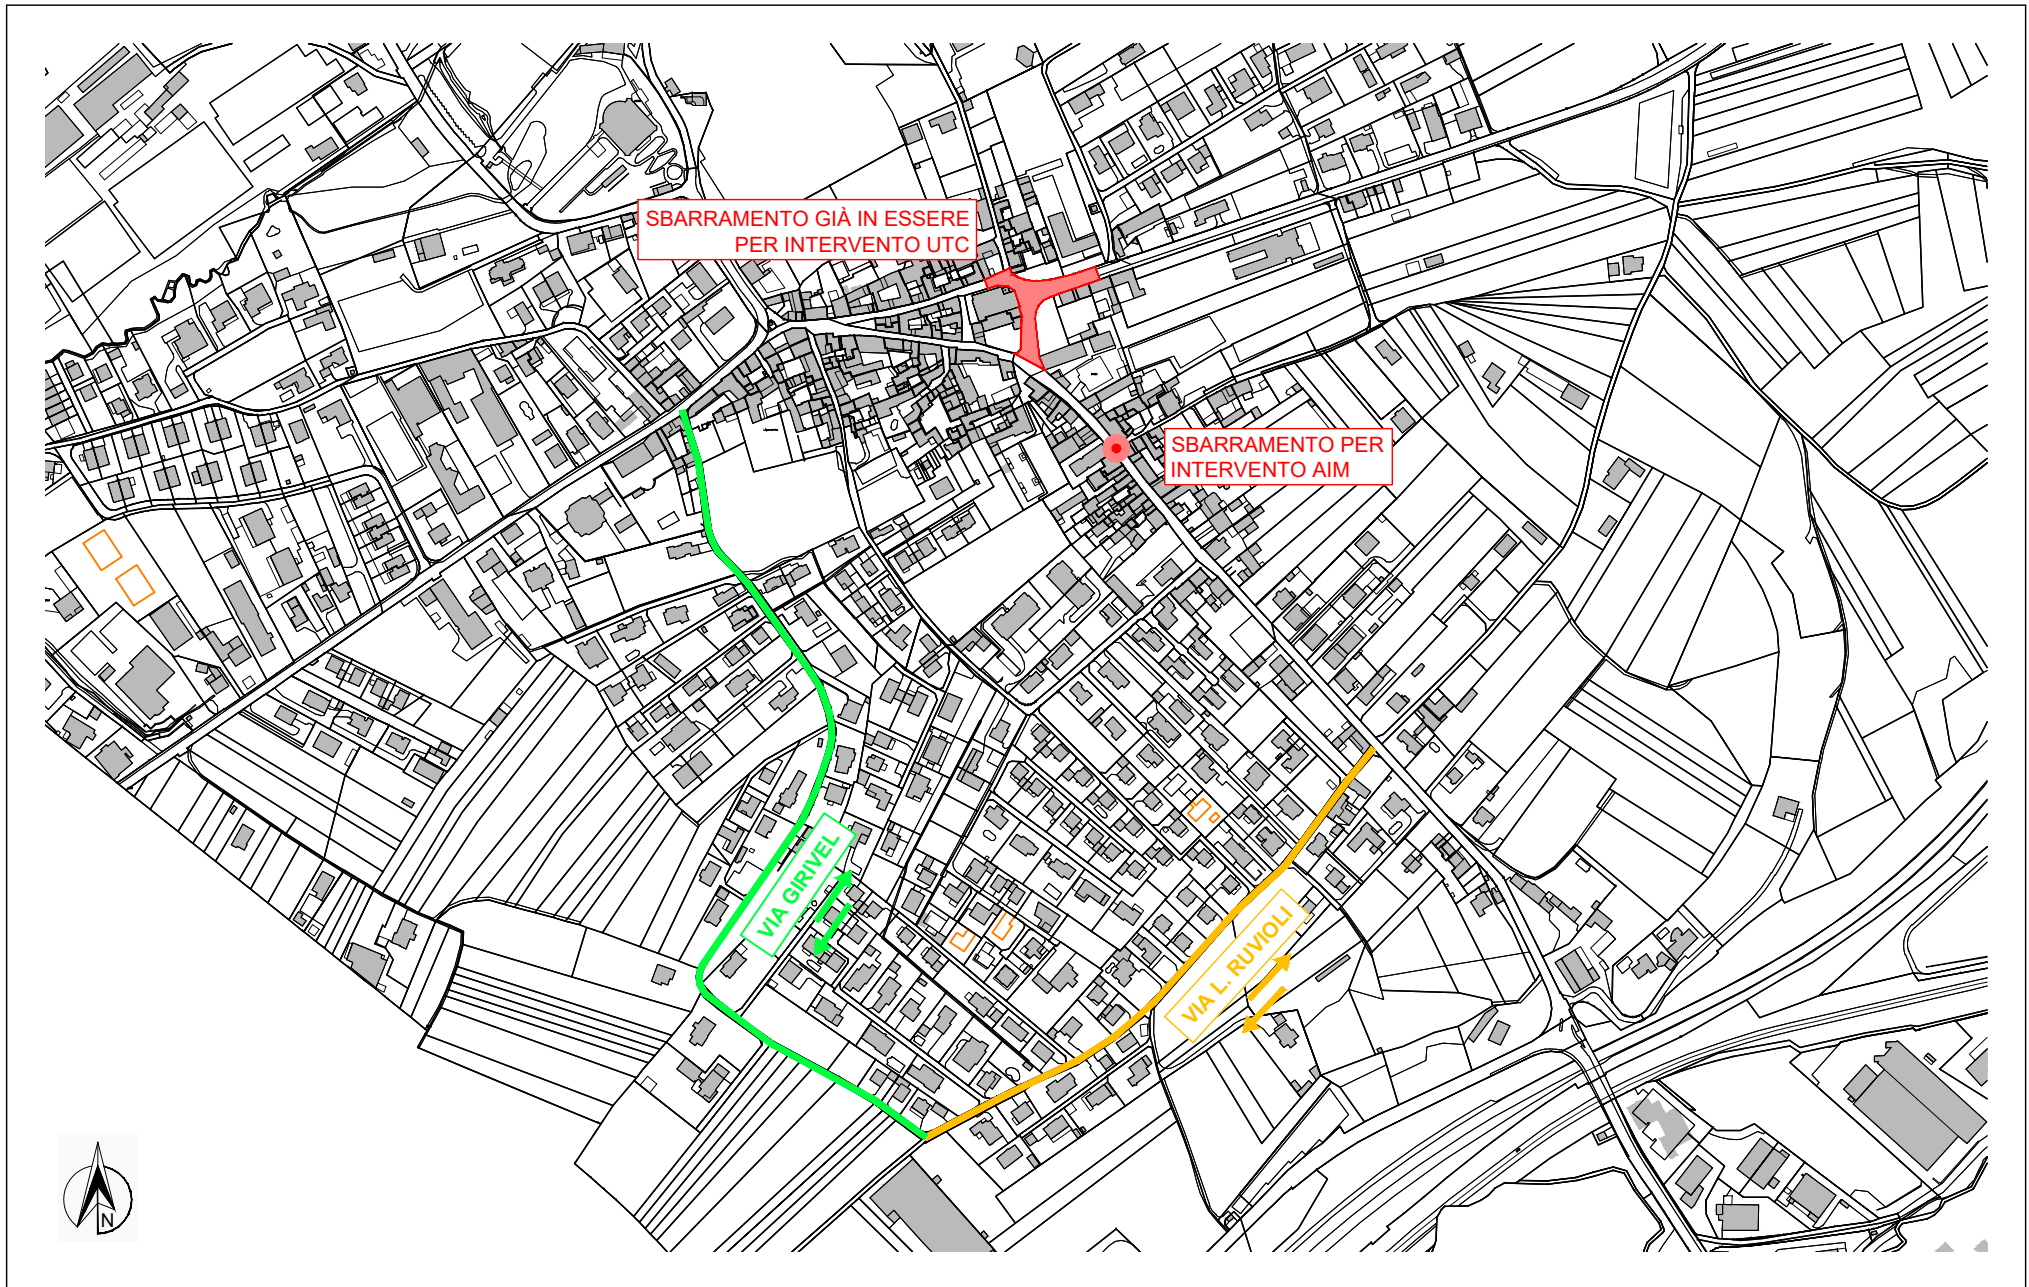 SBARRAMENTO GIÀ IN ESSERE
PER INTERVENTO UTC
SBARRAMENTO PER
INTERVENTO AIM
VIA GIRIVEL
VIA L. RUVIOLI
N